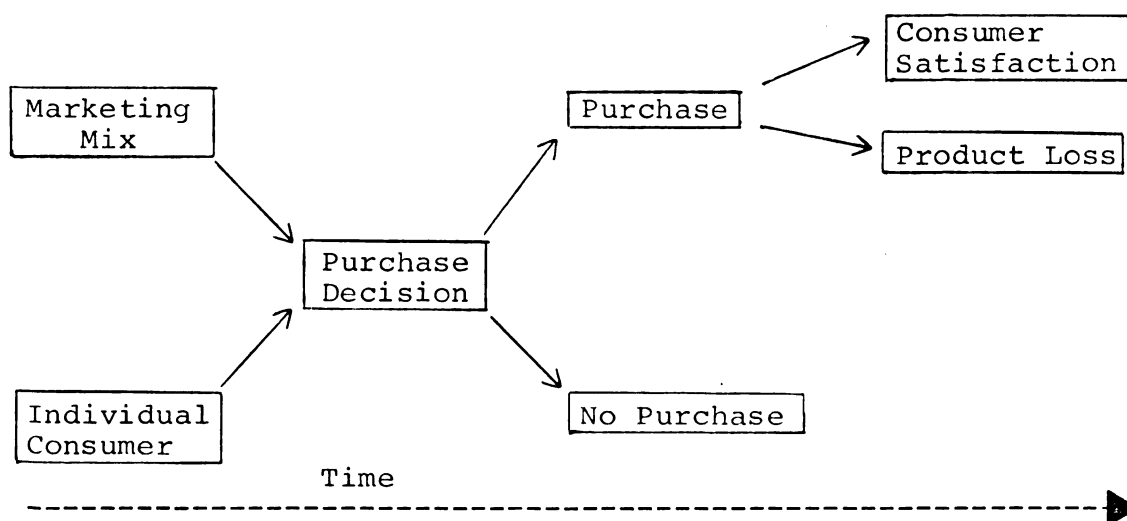 Marketing
Mix
Individual
Consumer
Purchase
Decision
Purchase
No Purchase
Consumer
Satisfaction
Product Loss
Time